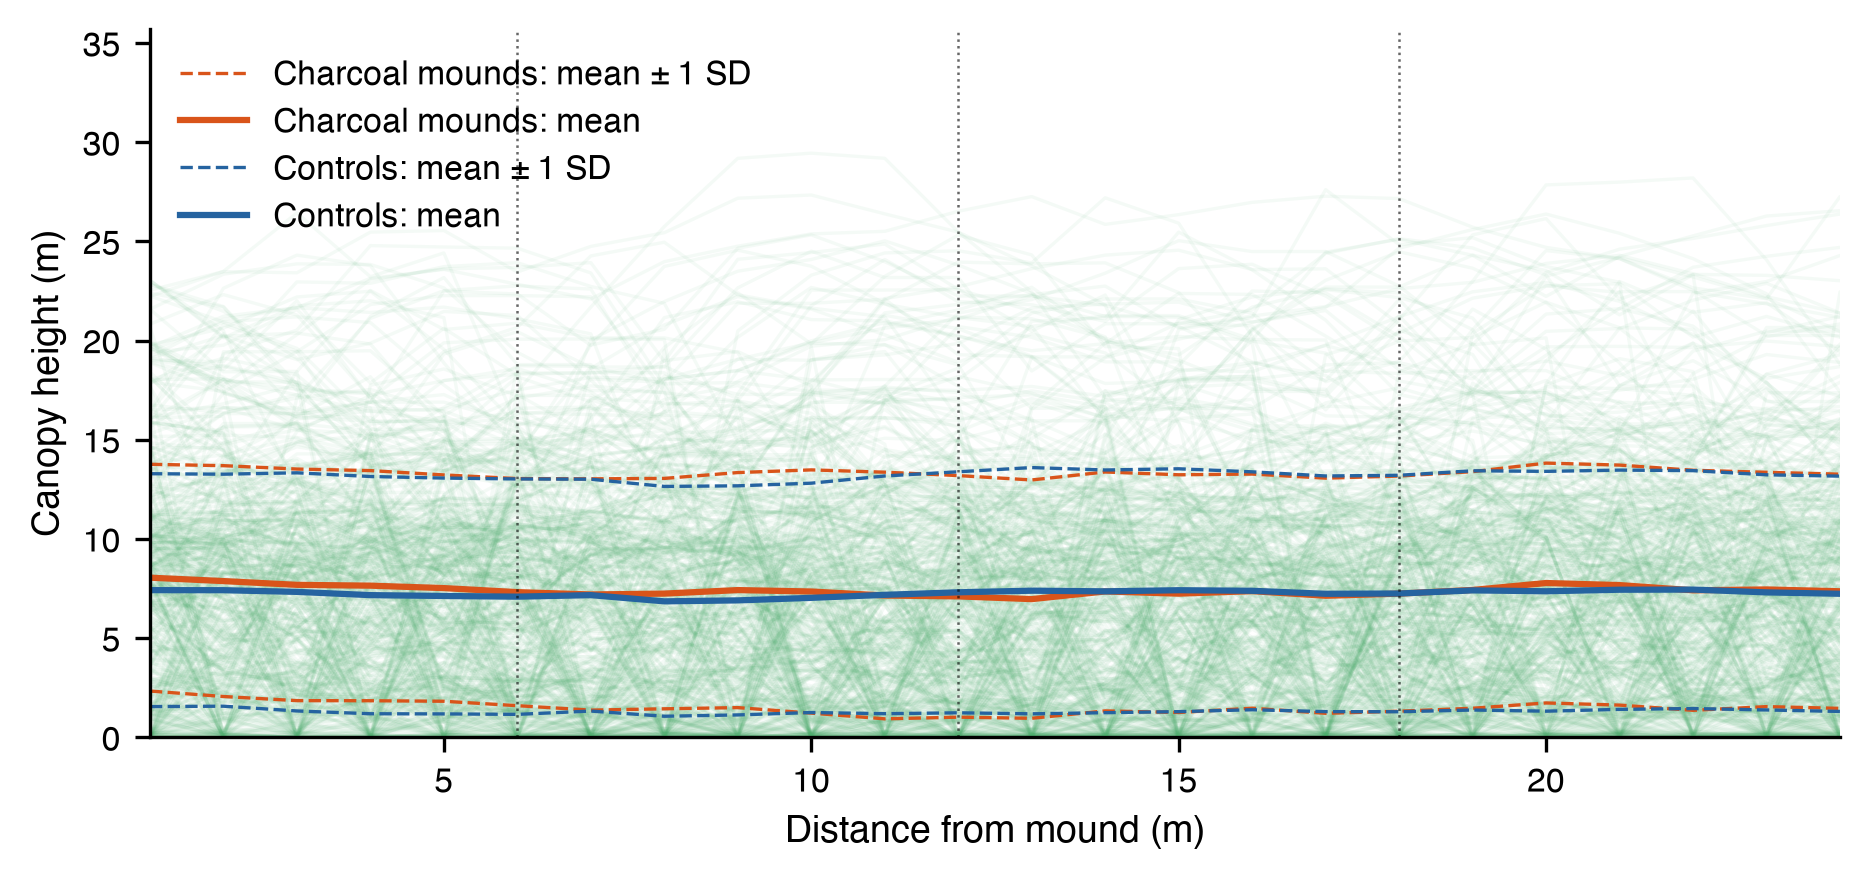 Charcoal mounds: mean ± 1 SD
Charcoal mounds: mean
Controls: mean ± 1 SD
Controls: mean
Canopy height (m)
35
30
25
20
15
10
5
0
5
10
15
20
Distance from mound (m)